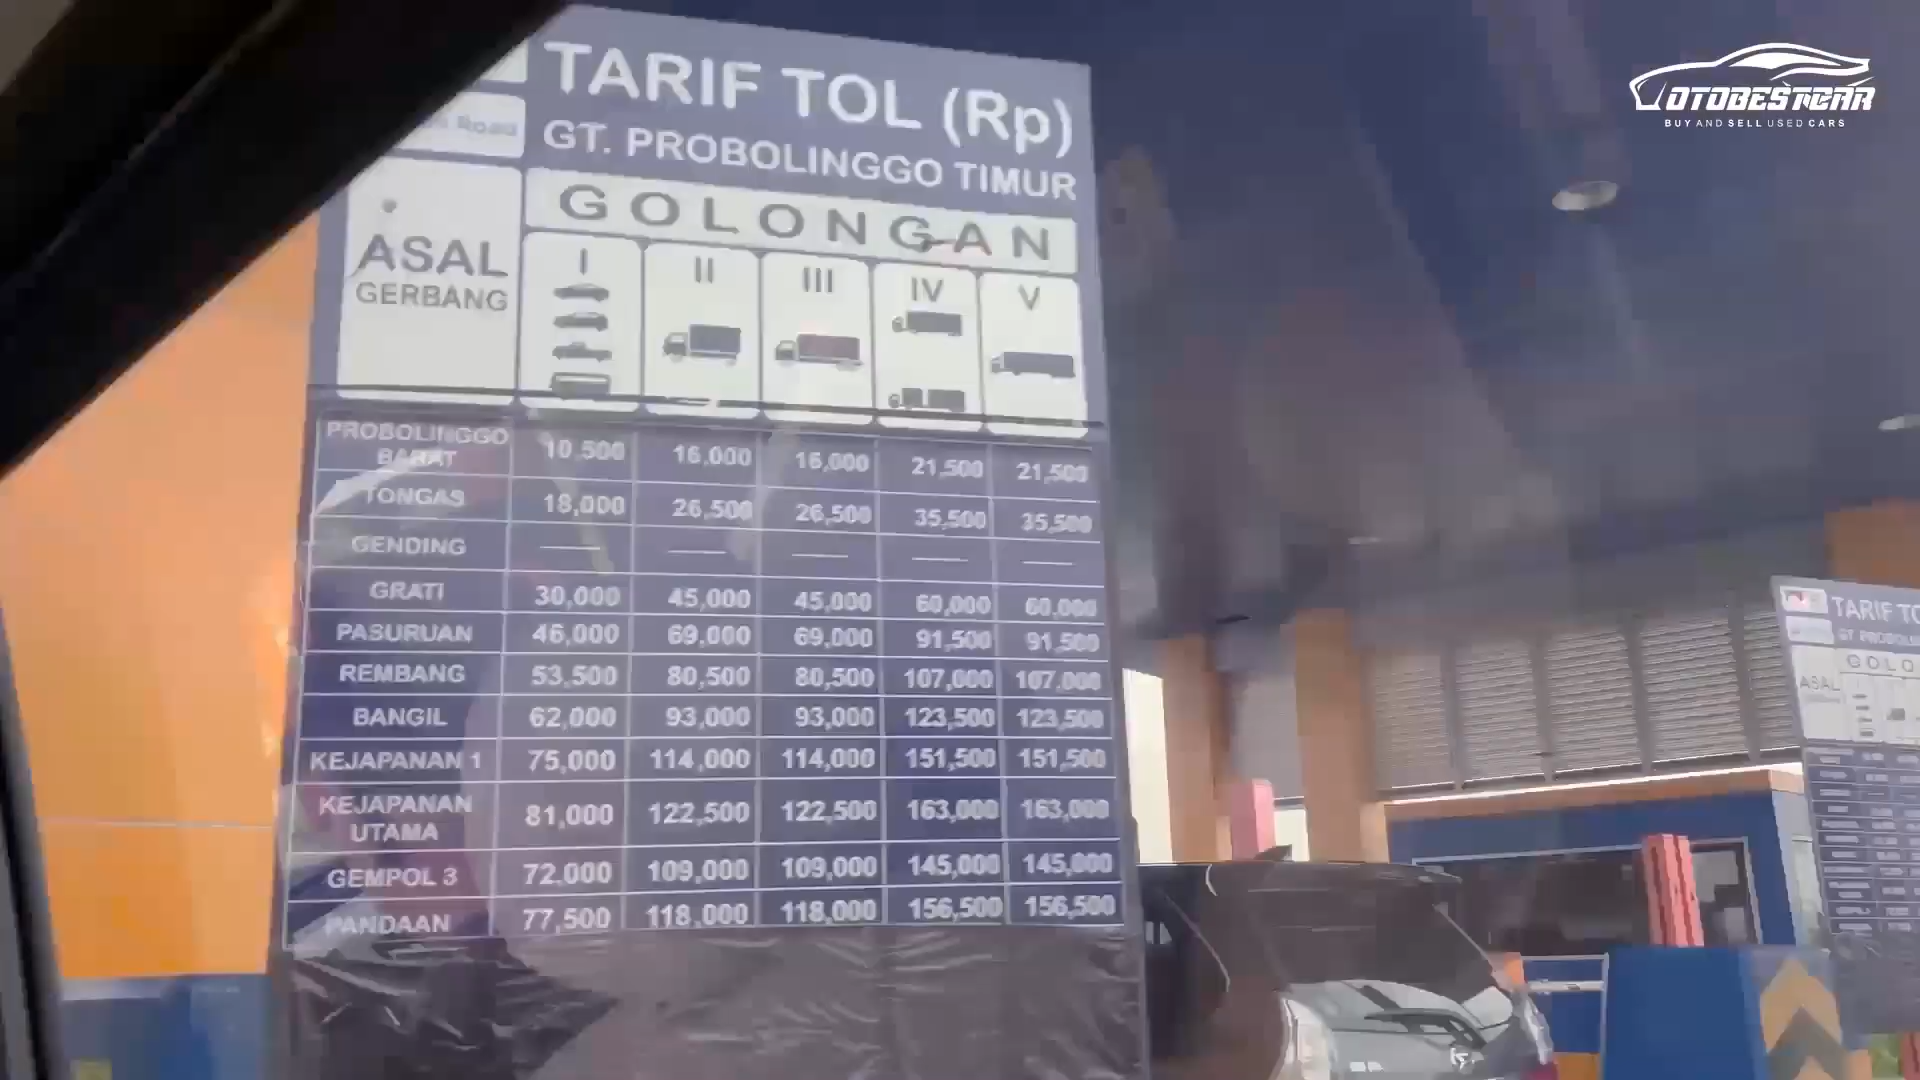 OTOBESTCAR
BUY AND SELL USED CARS
TARIF TOL (Rp)
Road
GT. PROBOLINGGO TIMUR
GOLONGAN
ASAL
GERBANG
I II III IV V
PROBOLINGGO
BARAT 10,500 16,000 16,000 21,500 21,500
TONGAS 18,000 26,500 26,500 35,500 35,500
GENDING — — — — —
GRATI 30,000 45,000 45,000 60,000 60,000
PASURUAN 46,000 69,000 69,000 91,500 91,500
REMBANG 53,500 80,500 80,500 107,000 107,000
BANGIL 62,000 93,000 93,000 123,500 123,500
KEJAPANAN 1 75,000 114,000 114,000 151,500 151,500
KEJAPANAN
UTAMA 81,000 122,500 122,500 163,000 163,000
GEMPOL 3 72.000 109,000 109,000 145,000 145,000
PANDAAN 77,500 118,000 118,000 156,500 156,500
TARIF TO
GT PROBOLIN
GOLO
ASAL